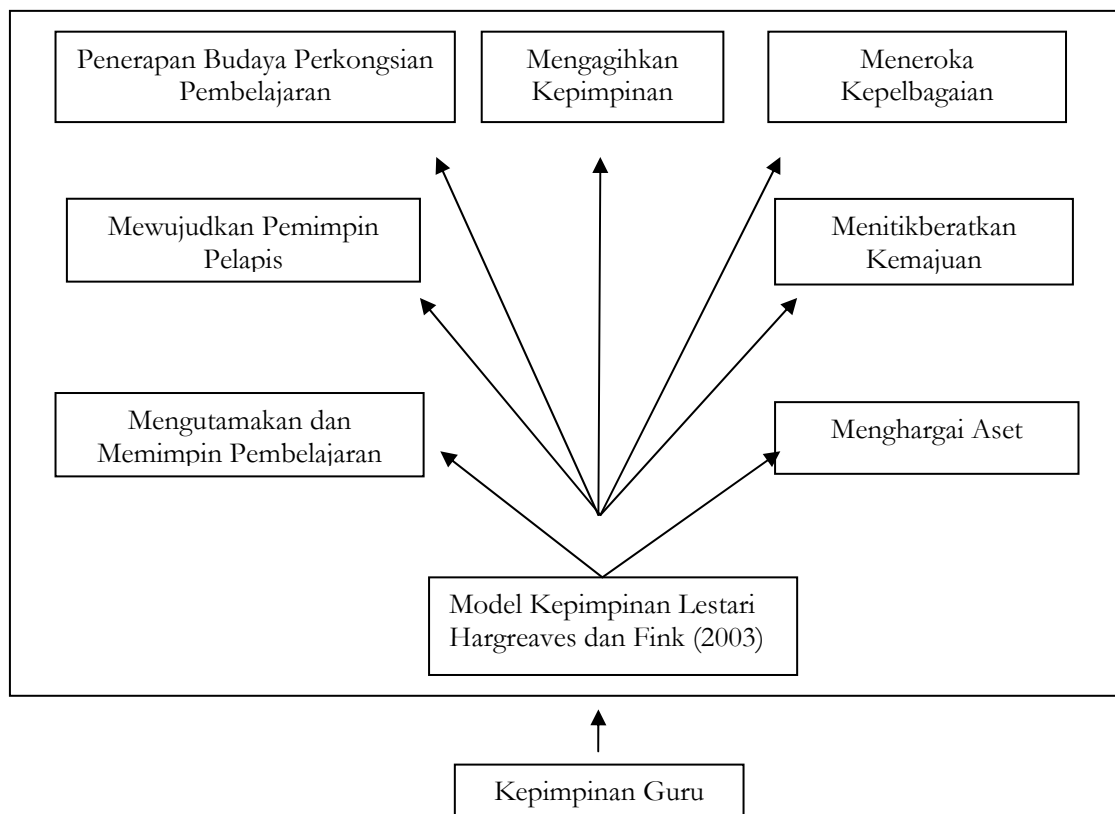 Penerapan Budaya Perkongsian
Pembelajaran
Mengagihkan
Kepimpinan
Meneroka
Kepelbagaian
Mewujudkan Pemimpin
Pelapis
Menitikberatkan
Kemajuan
Mengutamakan dan
Memimpin Pembelajaran
Menghargai Aset
Model Kepimpinan Lestari
Hargreaves dan Fink (2003)
Kepimpinan Guru